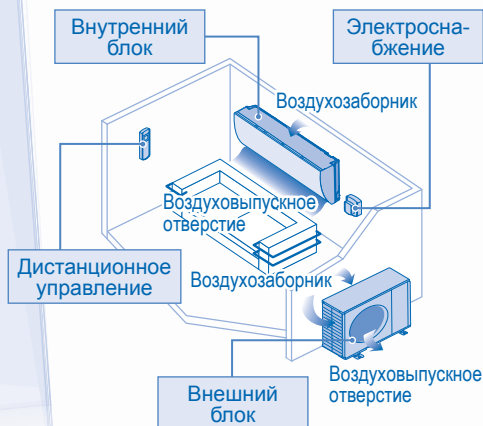 Внутренний
блок
Электросна-
бжение
Воздухозаборник
Воздуховыпускное
отверстие
Дистанционное
управление
Воздухозаборник
Воздуховыпускное
отверстие
Внешний
блок